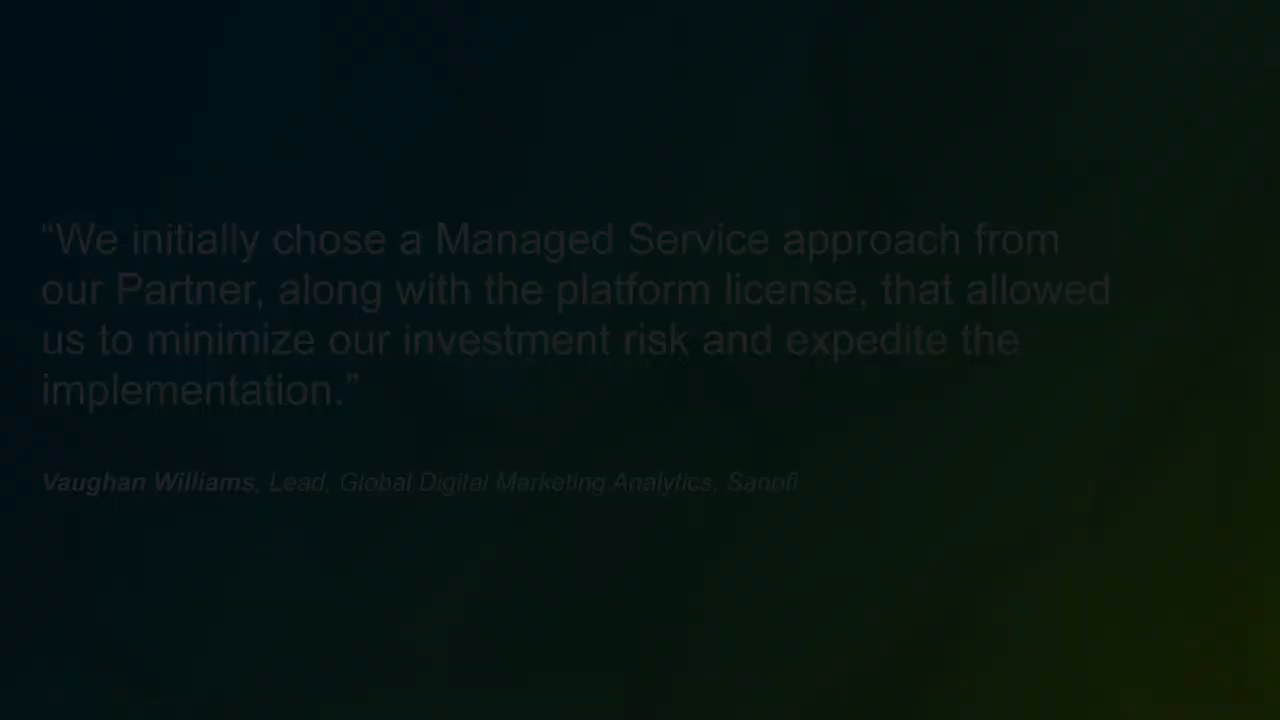 “We initially chose a Managed Service approach from
our Partner, along with the platform license, that allowed
us to minimize our investment risk and expedite the
implementation.”
Vaughan Williams, Lead, Global Digital Marketing Analytics, Sanofi